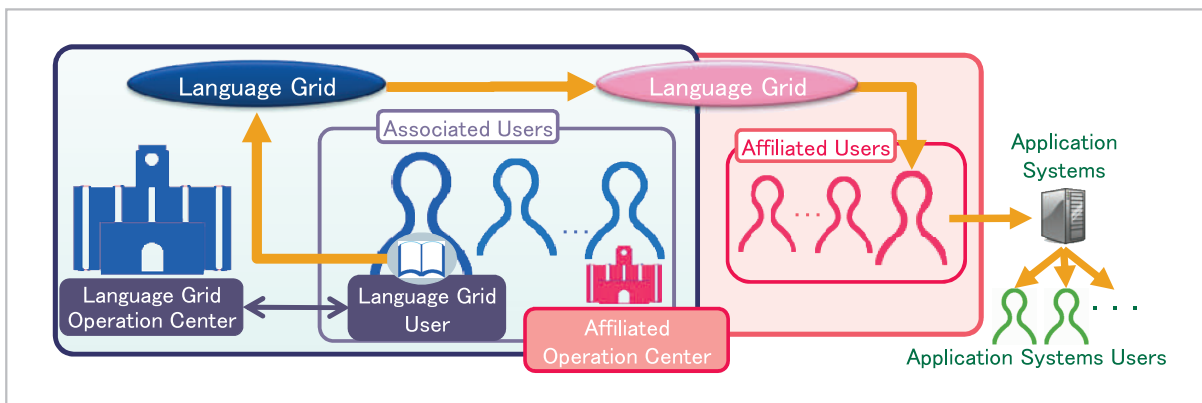 Language Grid
Language Grid
Associated Users
Affiliated Users
Application
Systems
...
...
Language Grid
Operation Center
Language Grid
User
Affiliated
Operation Center
...
Application Systems Users